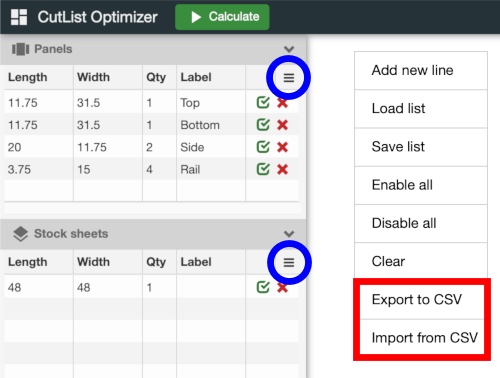 CutList Optimizer Calculate
Panels
Length Width Qty Label
11.75 31.5 1 Top
11.75 31.5 1 Bottom
20 11.75 2 Side
3.75 15 4 Rail
Stock sheets
Length Width Qty Label
48 48 1
Add new line
Load list
Save list
Enable all
Disable all
Clear
Export to CSV
Import from CSV